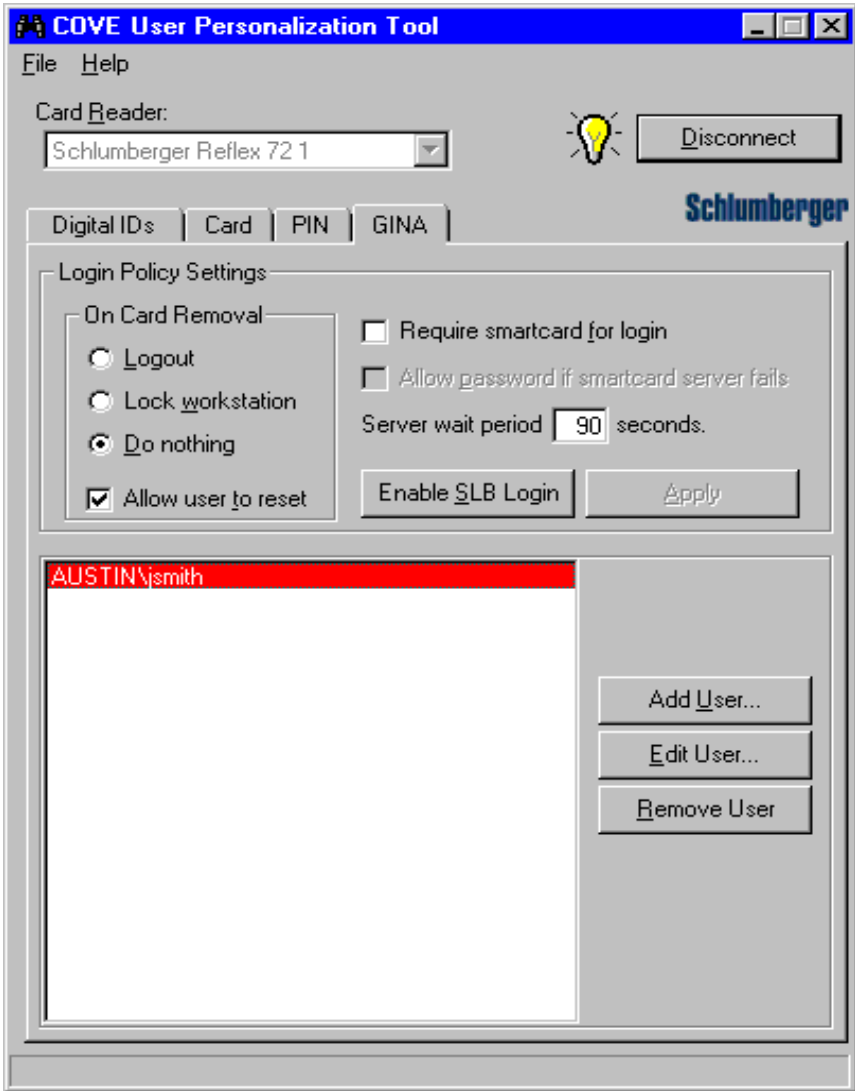 COVE User Personalization Tool
File Help
Card Reader:
Schlumberger Reflex 72 1
Disconnect
Schlumberger
Digital IDs Card PIN GINA
Login Policy Settings
On Card Removal
Logout
Lock workstation
Do nothing
Allow user to reset
Require smartcard for login
Allow password if smartcard server fails
Server wait period 90 seconds.
Enable SLB Login Apply
AUSTIN\jsmith
Add User...
Edit User...
Remove User